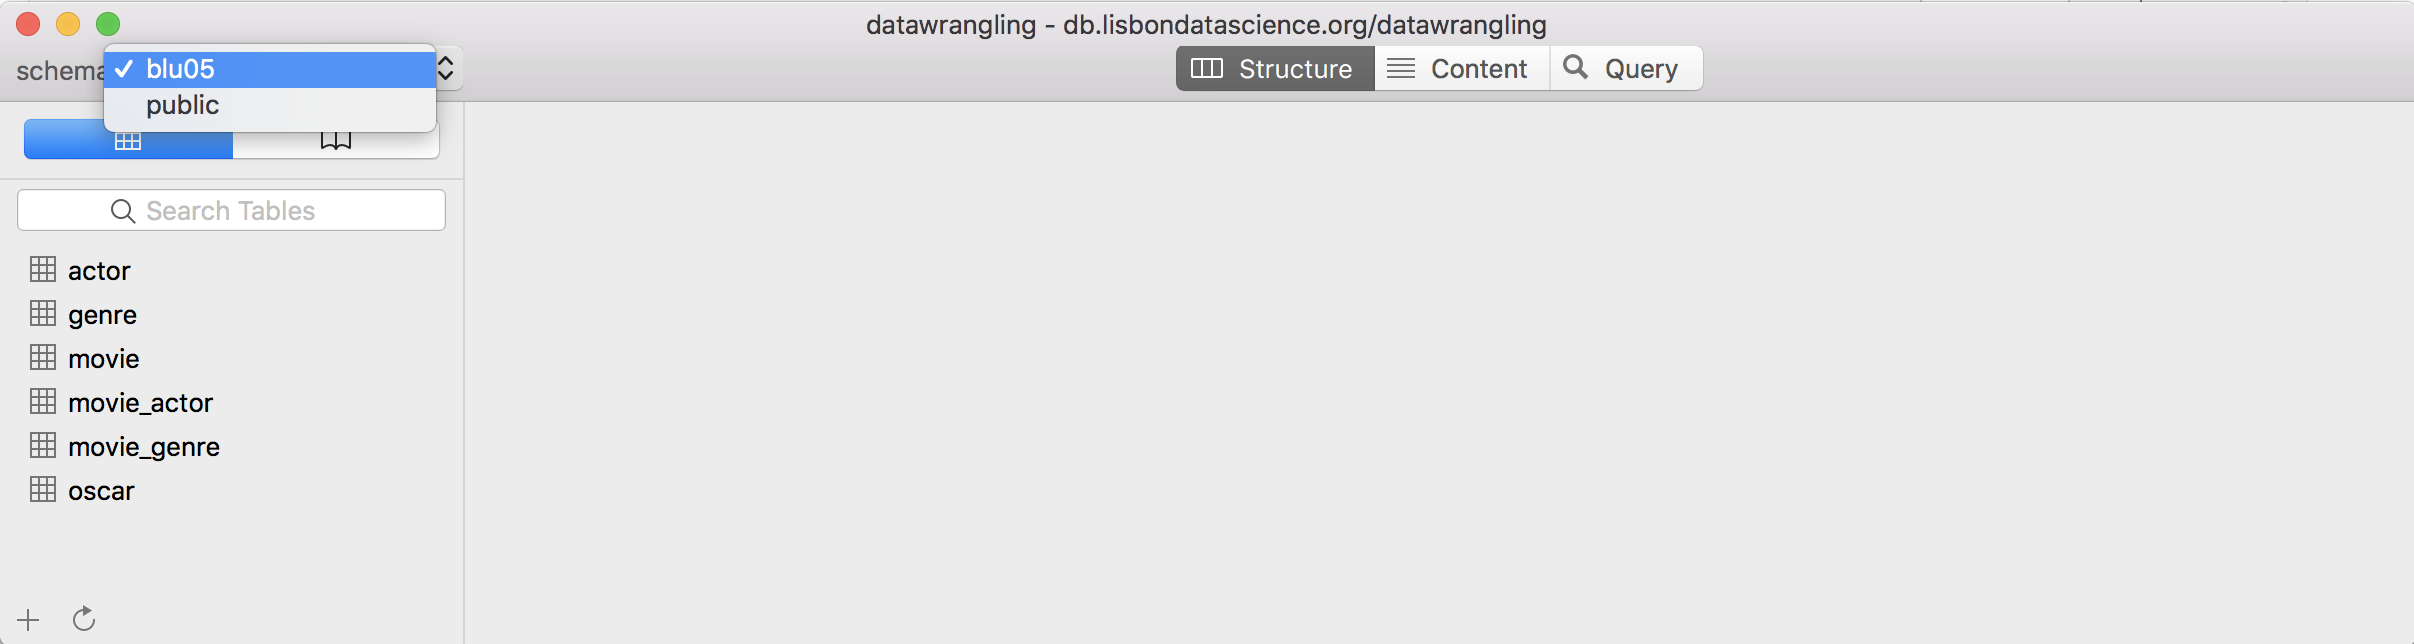 datawrangling - db.lisbondatascience.org/datawrangling
schema
✓ blu05
public
Structure
Content
Query
Search Tables
actor
genre
movie
movie_actor
movie_genre
oscar